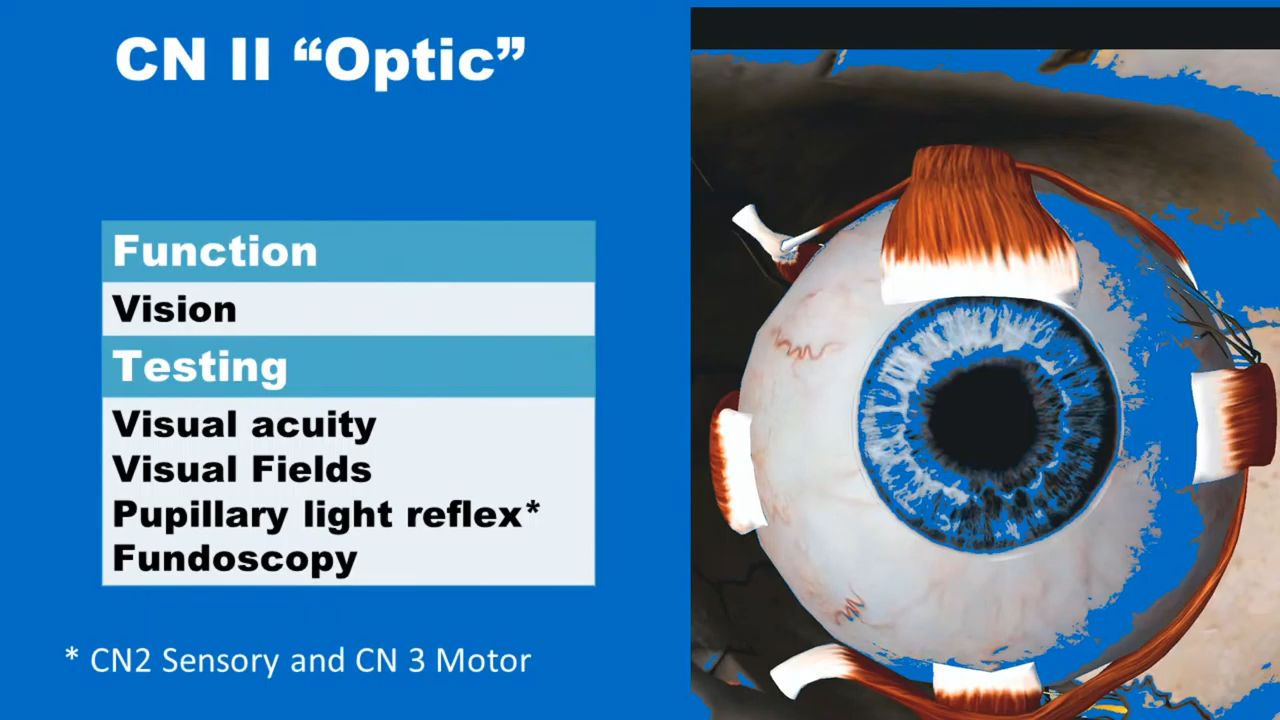 CN II “Optic”
Function
Vision
Testing
Visual acuity
Visual Fields
Pupillary light reflex*
Fundoscopy
* CN2 Sensory and CN 3 Motor